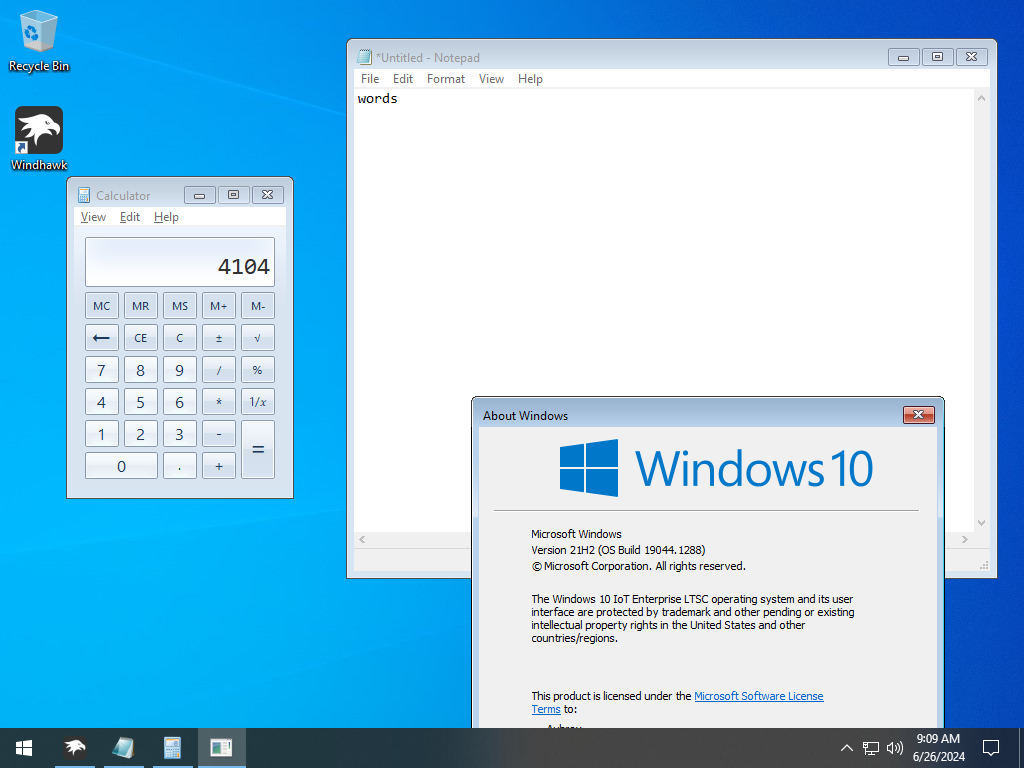 Recycle Bin
Windhawk
*Untitled - Notepad
File Edit Format View Help
words
Calculator
View Edit Help
4104
MC MR MS M+ M-
← CE C ± √
7 8 9 / %
4 5 6 * 1/x
1 2 3 - =
0 . +
About Windows
Windows 10
Microsoft Windows
Version 21H2 (OS Build 19044.1288)
© Microsoft Corporation. All rights reserved.
The Windows 10 IoT Enterprise LTSC operating system and its user
interface are protected by trademark and other pending or existing
intellectual property rights in the United States and other
countries/regions.
This product is licensed under the Microsoft Software License
Terms to:
9:09 AM
6/26/2024